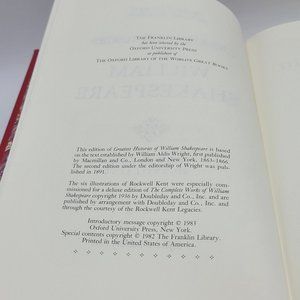 THE FRANKLIN LIBRARY
has been selected by the
OXFORD UNIVERSITY PRESS
as publishers of
THE OXFORD LIBRARY OF THE WORLD'S GREAT BOOKS
WILLIAM
SHAKESPEARE
This edition of Greatest Histories of William Shakespeare is based
on the text established by William Aldis Wright, first published by
Macmillan and Co., London and New York, 1863–1866.
The second edition under the editorship of Wright was
published in 1891.
The six illustrations of Rockwell Kent were especially com-
missioned for a deluxe edition of The Complete Works of William
Shakespeare copyright 1936 by Doubleday and Co., Inc. and are
published by arrangement with Doubleday and Co., Inc. and
through the courtesy of the Rockwell Kent Legacies.
Introductory message copyright © 1983
Oxford University Press, New York.
Special contents copyright © 1982 The Franklin Library.
Printed in the United States of America.